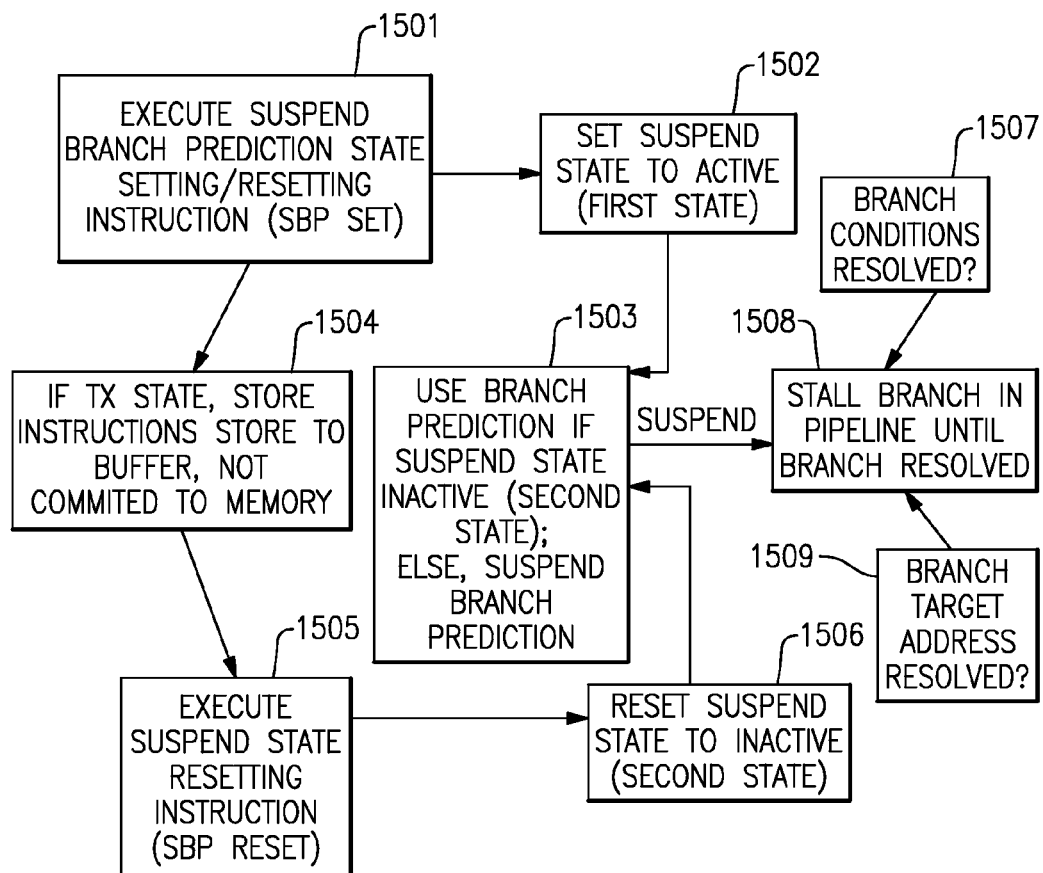 1501
EXECUTE SUSPEND
BRANCH PREDICTION STATE
SETTING/RESETTING
INSTRUCTION (SBP SET)
1502
SET SUSPEND
STATE TO ACTIVE
(FIRST STATE)
1507
BRANCH
CONDITIONS
RESOLVED?
1504
IF TX STATE, STORE
INSTRUCTIONS STORE TO
BUFFER, NOT
COMMITED TO MEMORY
1503
USE BRANCH
PREDICTION IF
SUSPEND STATE
INACTIVE (SECOND
STATE);
ELSE, SUSPEND
BRANCH
PREDICTION
SUSPEND
1508
STALL BRANCH IN
PIPELINE UNTIL
BRANCH RESOLVED
1509
BRANCH
TARGET
ADDRESS
RESOLVED?
1505
EXECUTE
SUSPEND STATE
RESETTING
INSTRUCTION
(SBP RESET)
1506
RESET SUSPEND
STATE TO INACTIVE
(SECOND STATE)